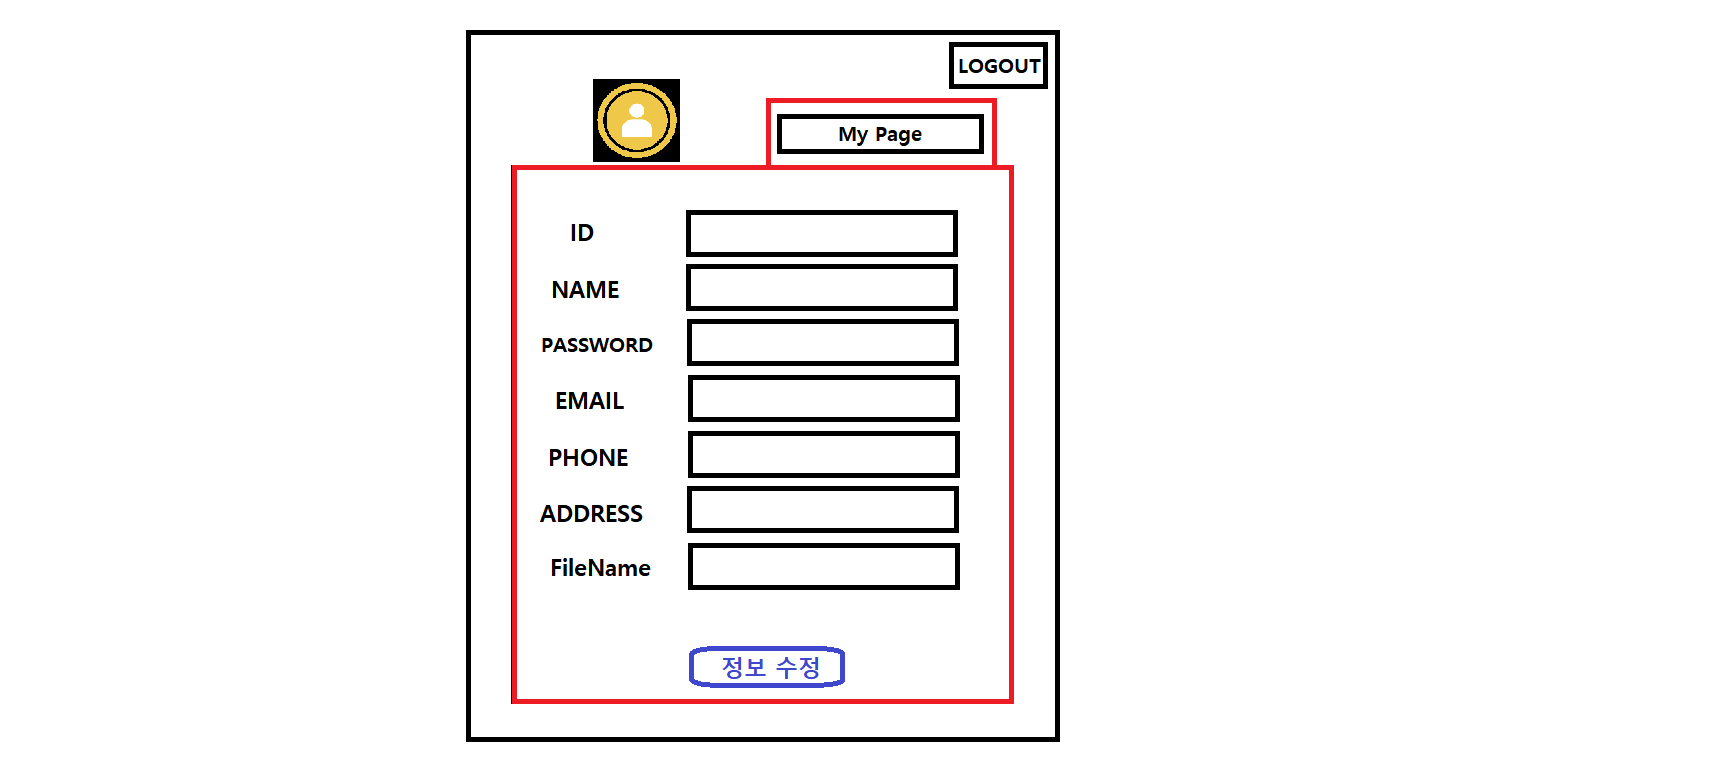 LOGOUT
My Page
ID
NAME
PASSWORD
EMAIL
PHONE
ADDRESS
FileName
정보 수정